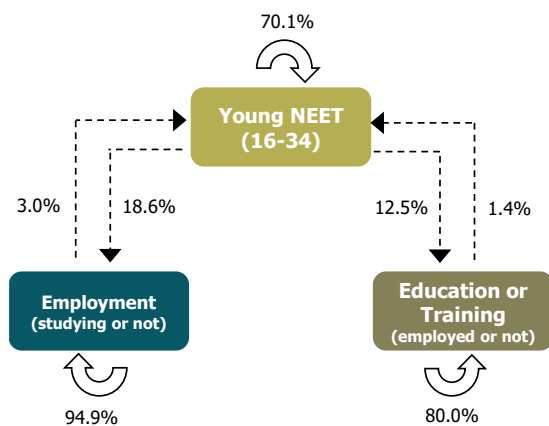 70.1%
Young NEET
(16-34)
3.0%
18.6%
12.5%
1.4%
Employment
(studying or not)
Education or
Training
(employed or not)
94.9%
80.0%